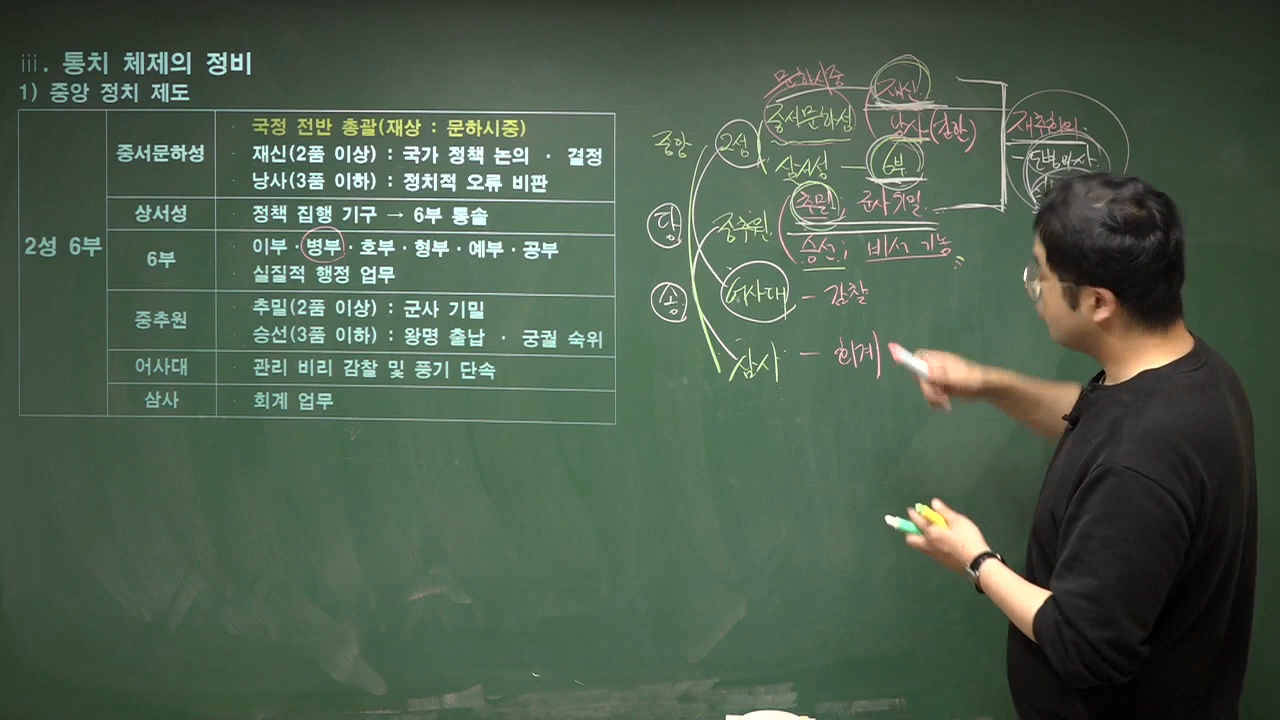 ⅲ. 통치 체제의 정비
1) 중앙 정치 제도
2성 6부
중서문하성
· 국정 전반 총괄(재상 : 문하시중)
· 재신(2품 이상) : 국가 정책 논의 · 결정
· 낭사(3품 이하) : 정치적 오류 비판
상서성
· 정책 집행 기구 → 6부 통솔
6부
· 이부·병부·호부·형부·예부·공부
· 실질적 행정 업무
중추원
· 추밀(2품 이상) : 군사 기밀
· 승선(3품 이하) : 왕명 출납 · 궁궐 숙위
어사대
· 관리 비리 감찰 및 풍기 단속
삼사
· 회계 업무
중앙
2성
문하시중
중서문하성
재신
낭사(간쟁)
상서성 — 6부
당
중추원
추밀; 군사기밀
승선; 비서 기능
송
어사대 - 감찰
삼사 - 회계
- 도병마사